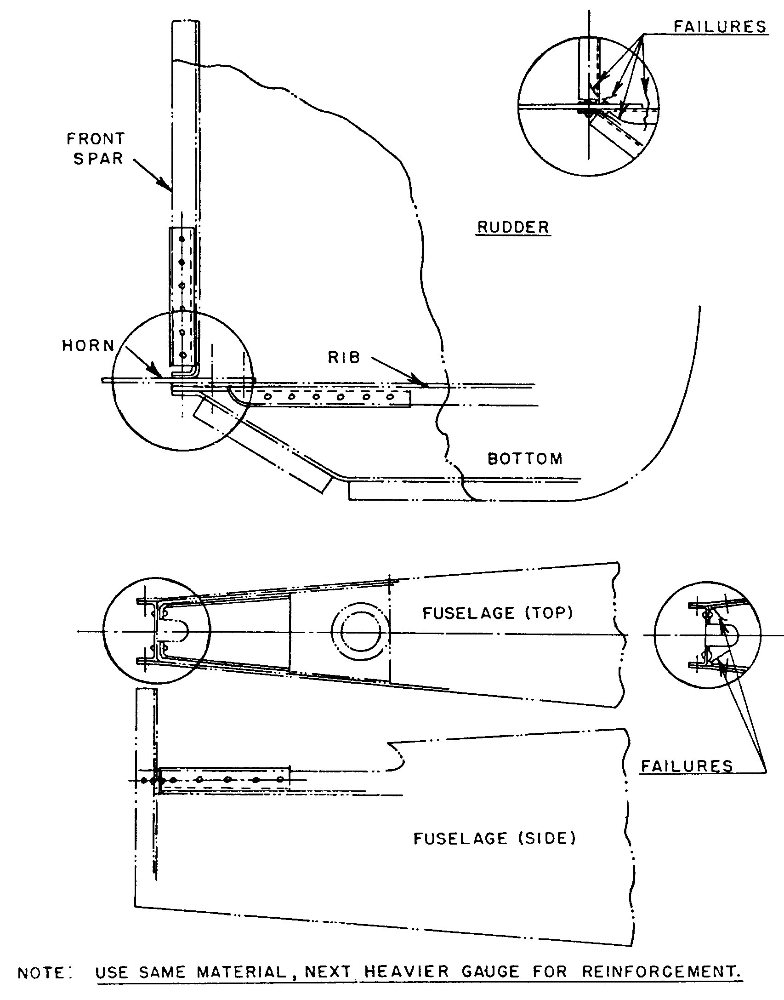 FAILURES
FRONT
SPAR
RUDDER
HORN
RIB
BOTTOM
FUSELAGE (TOP)
FAILURES
FUSELAGE (SIDE)
NOTE: USE SAME MATERIAL, NEXT HEAVIER GAUGE FOR REINFORCEMENT.